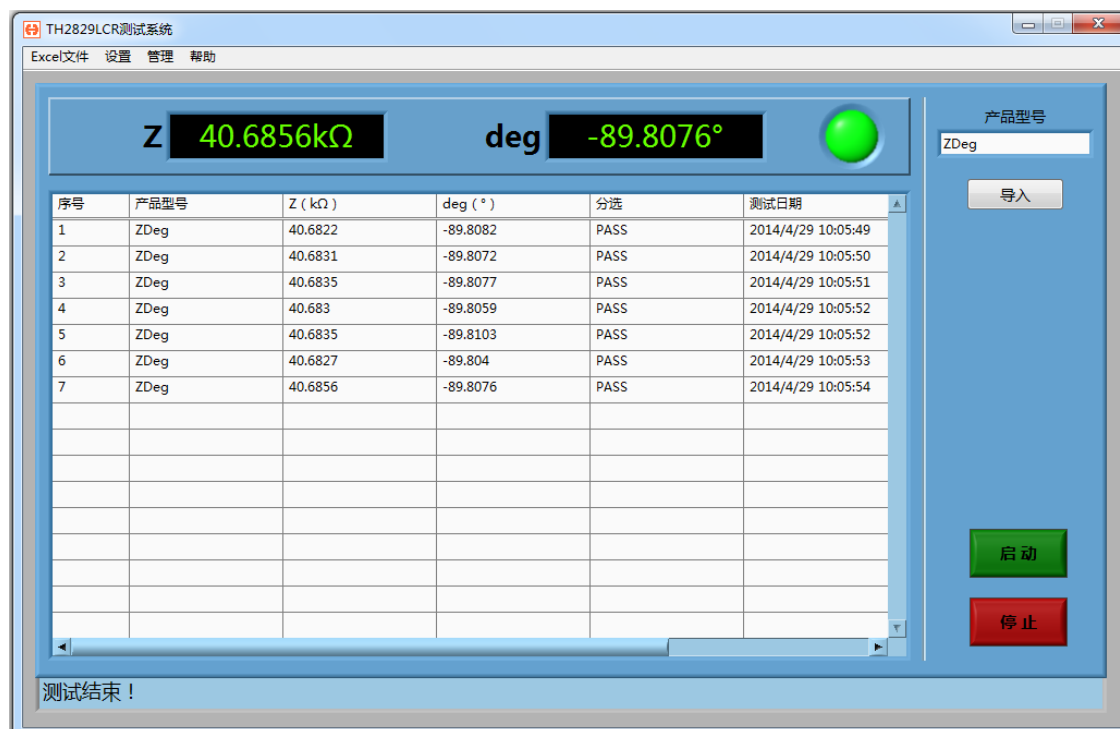 TH2829LCR测试系统
Excel文件 设置 管理 帮助
Z 40.6856kΩ deg -89.8076°
产品型号
ZDeg
导入
序号 产品型号 Z（kΩ） deg（°） 分选 测试日期
1 ZDeg 40.6822 -89.8082 PASS 2014/4/29 10:05:49
2 ZDeg 40.6831 -89.8072 PASS 2014/4/29 10:05:50
3 ZDeg 40.6835 -89.8077 PASS 2014/4/29 10:05:51
4 ZDeg 40.683 -89.8059 PASS 2014/4/29 10:05:52
5 ZDeg 40.6835 -89.8103 PASS 2014/4/29 10:05:52
6 ZDeg 40.6827 -89.804 PASS 2014/4/29 10:05:53
7 ZDeg 40.6856 -89.8076 PASS 2014/4/29 10:05:54
启动
停止
测试结束！